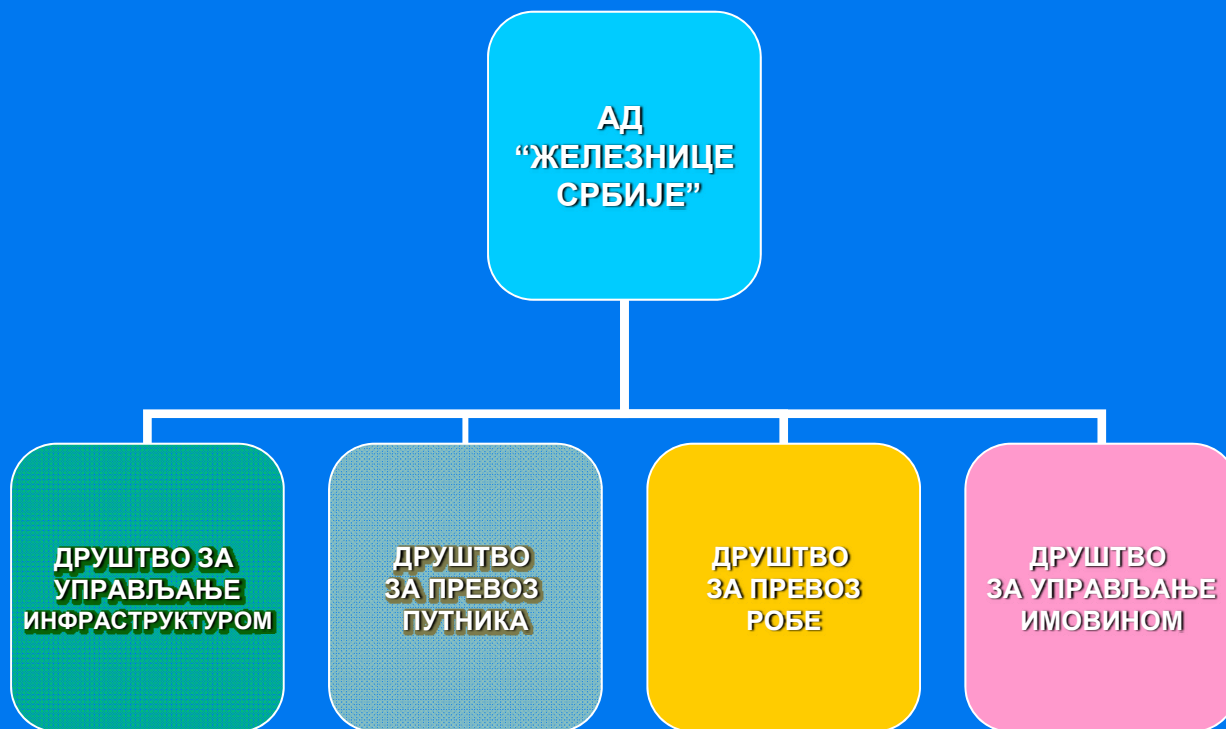 АД
“ЖЕЛЕЗНИЦЕ
СРБИЈЕ”
ДРУШТВО ЗА
УПРАВЉАЊЕ
ИНФРАСТРУКТУРОМ
ДРУШТВО
ЗА ПРЕВОЗ
ПУТНИКА
ДРУШТВО
ЗА ПРЕВОЗ
РОБЕ
ДРУШТВО
ЗА УПРАВЉАЊЕ
ИМОВИНОМ